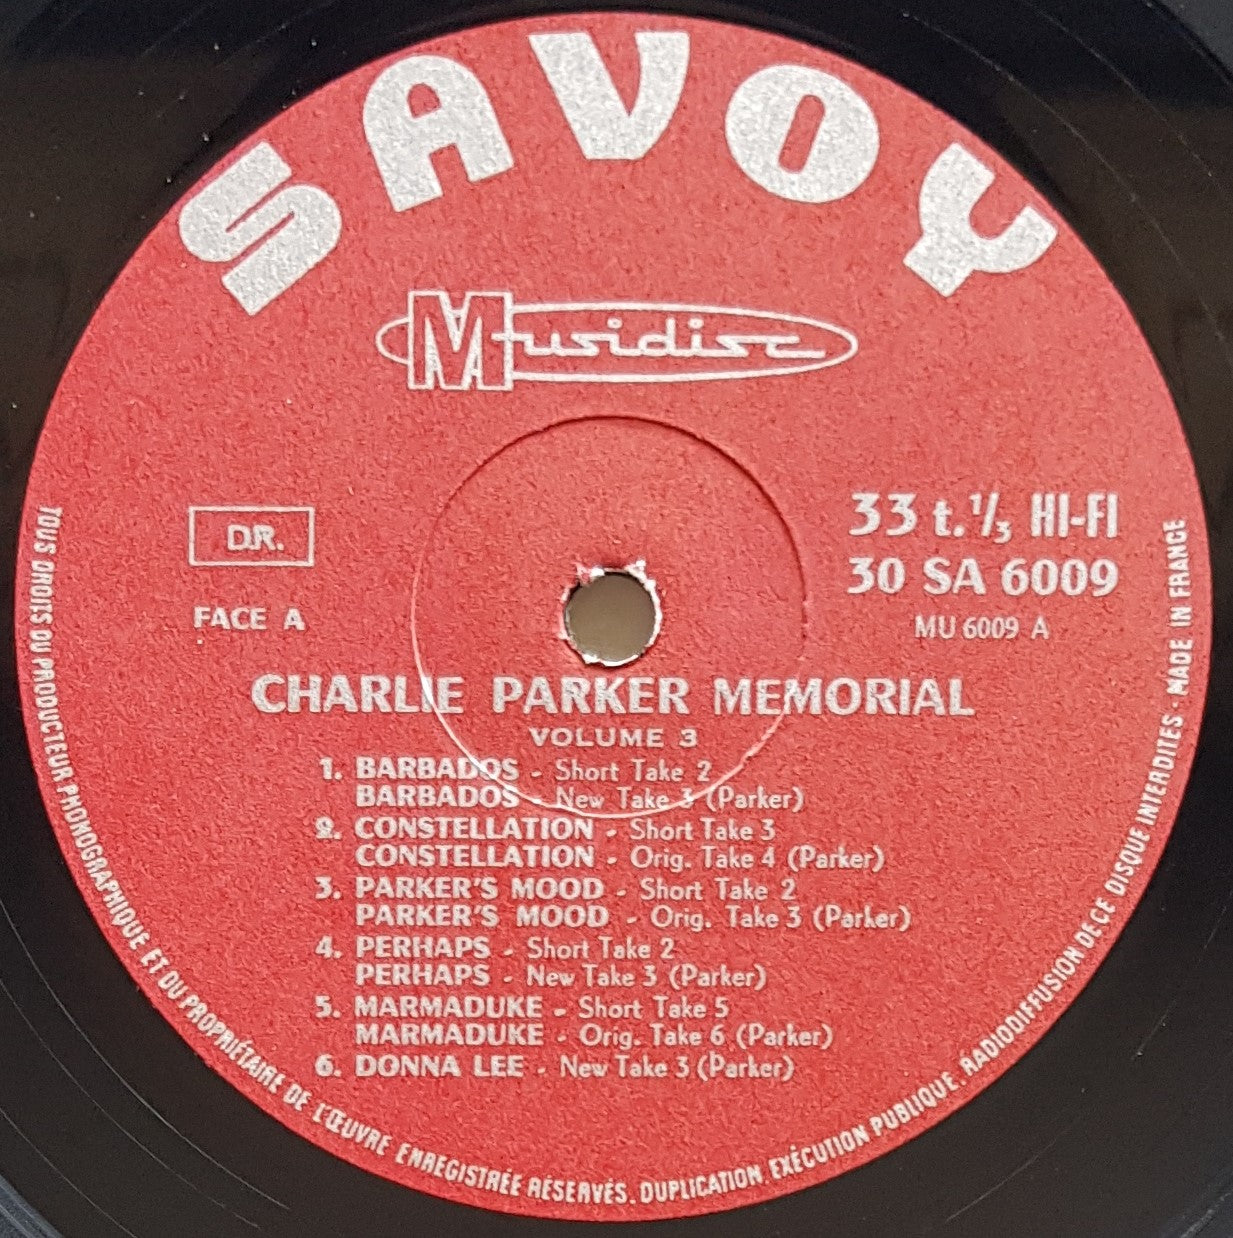 SAVOY
Musidisc
D.R.
FACE A
33 t. 1/3 HI-FI
30 SA 6009
MU 6009 A
CHARLIE PARKER MEMORIAL
VOLUME 3
1. BARBADOS - Short Take 2
BARBADOS - New Take 3 (Parker)
2. CONSTELLATION - Short Take 3
CONSTELLATION - Orig. Take 4 (Parker)
3. PARKER'S MOOD - Short Take 2
PARKER'S MOOD - Orig. Take 3 (Parker)
4. PERHAPS - Short Take 2
PERHAPS - New Take 3 (Parker)
5. MARMADUKE - Short Take 5
MARMADUKE - Orig. Take 6 (Parker)
6. DONNA LEE - New Take 3 (Parker)
TOUS DROITS DU PRODUCTEUR PHONOGRAPHIQUE ET DU PROPRIÉTAIRE DE L'ŒUVRE ENREGISTRÉE RÉSERVÉS. DUPLICATION, EXÉCUTION PUBLIQUE, RADIODIFFUSION DE CE DISQUE INTERDITES - MADE IN FRANCE